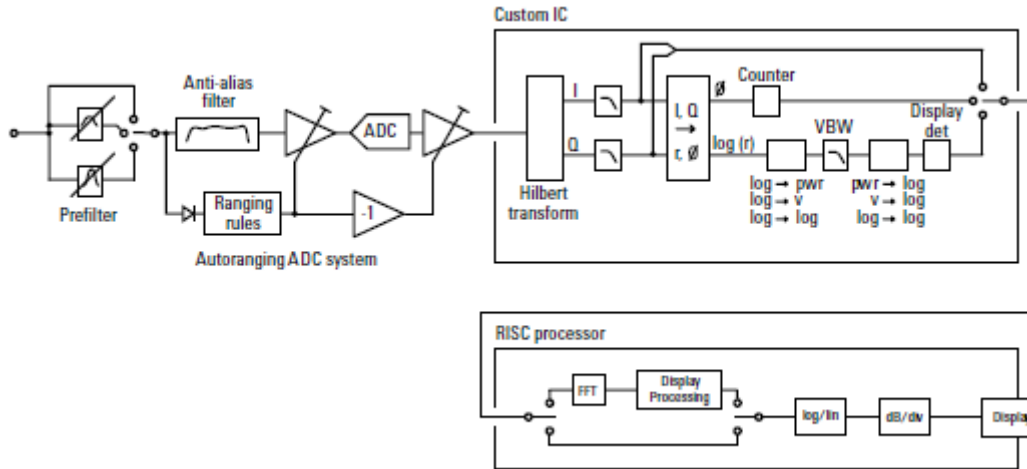 Custom IC
Anti-alias
filter
Prefilter
Ranging
rules
ADC
-1
Autoranging ADC system
Hilbert
transform
I
Q
I, Q
→
r, Ø
Ø
Counter
log (r)
VBW
Display
det
log → pwr
log → v
log → log
pwr → log
v → log
log → log
RISC processor
FFT
Display
Processing
log/lin
dB/div
Display